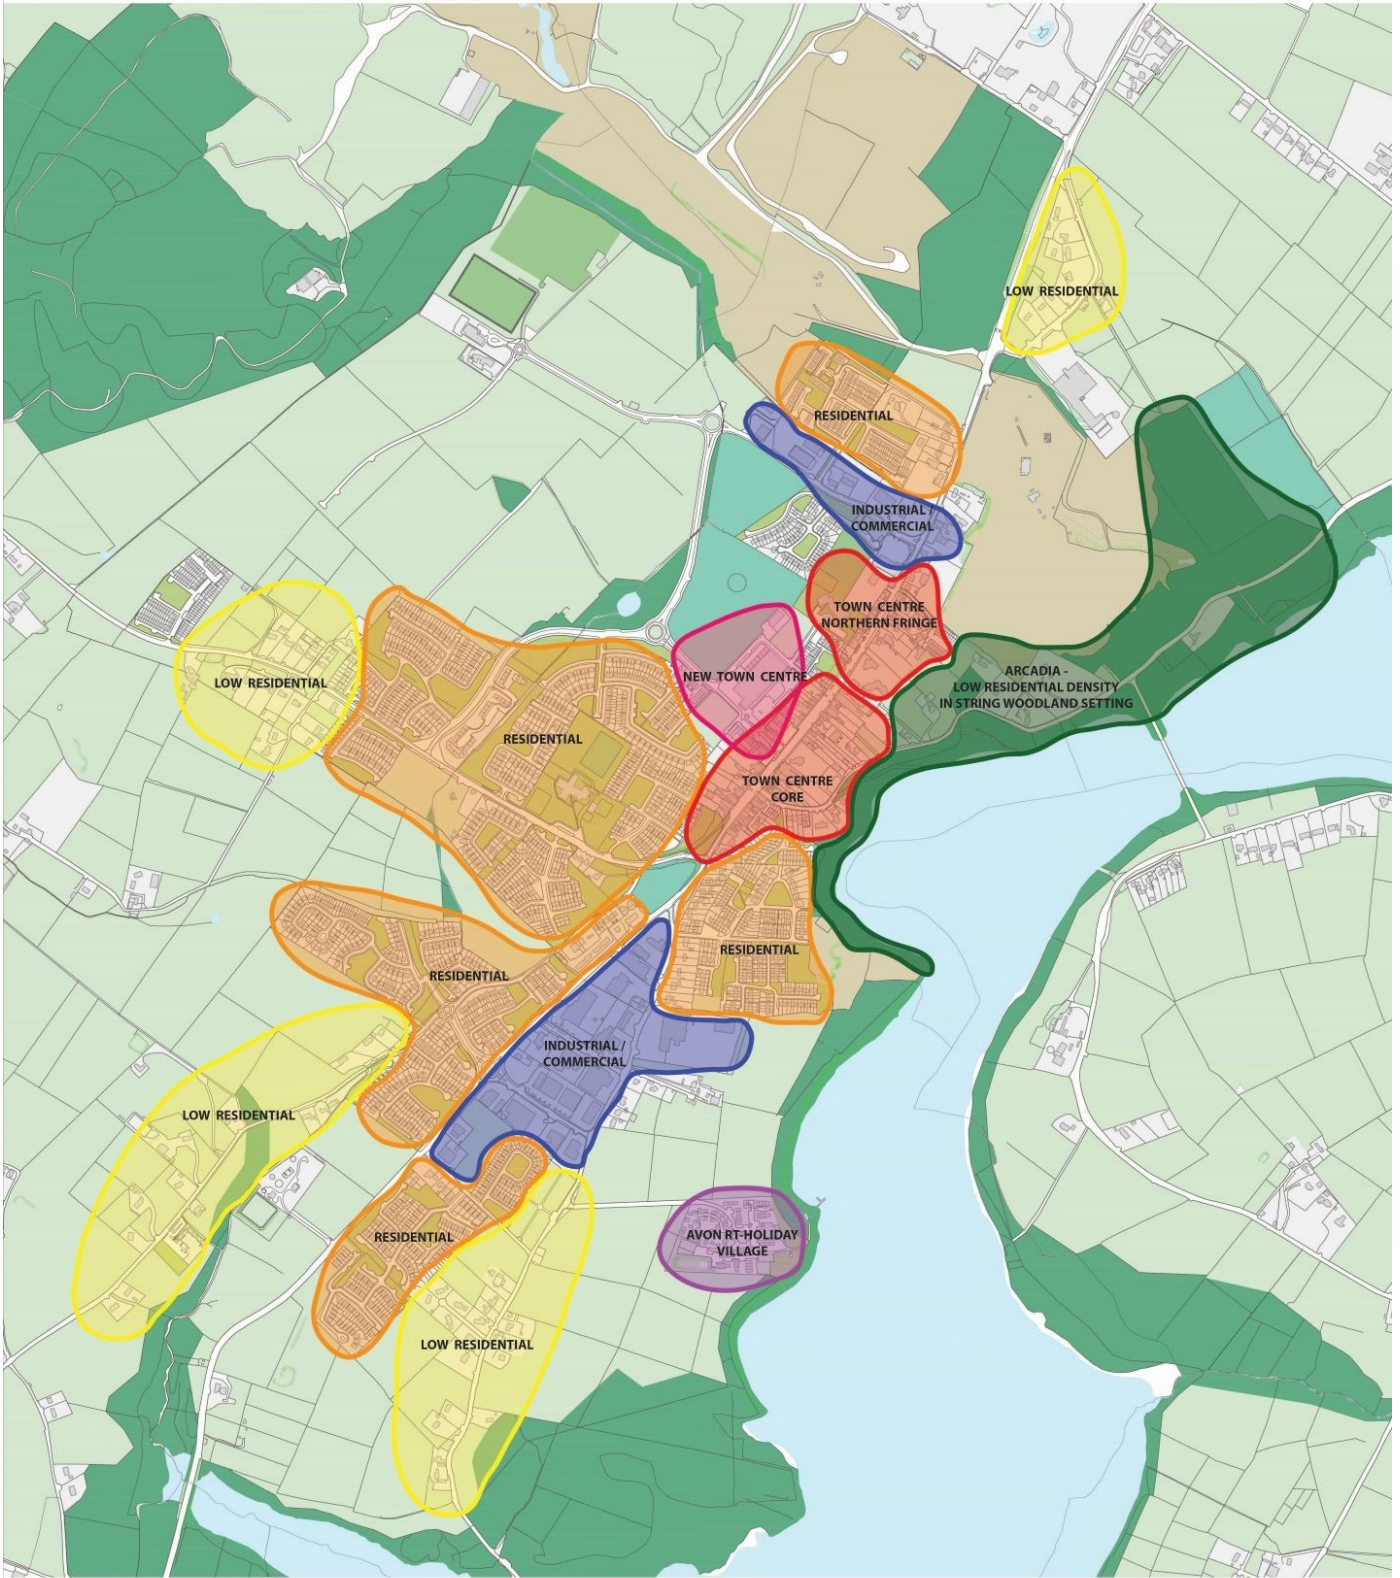 LOW RESIDENTIAL
RESIDENTIAL
INDUSTRIAL /
COMMERCIAL
TOWN CENTRE
NORTHERN FRINGE
NEW TOWN CENTRE
ARCADIA -
LOW RESIDENTIAL DENSITY
IN STRING WOODLAND SETTING
LOW RESIDENTIAL
RESIDENTIAL
TOWN CENTRE
CORE
RESIDENTIAL
RESIDENTIAL
INDUSTRIAL /
COMMERCIAL
LOW RESIDENTIAL
RESIDENTIAL
AVON RT-HOLIDAY
VILLAGE
LOW RESIDENTIAL